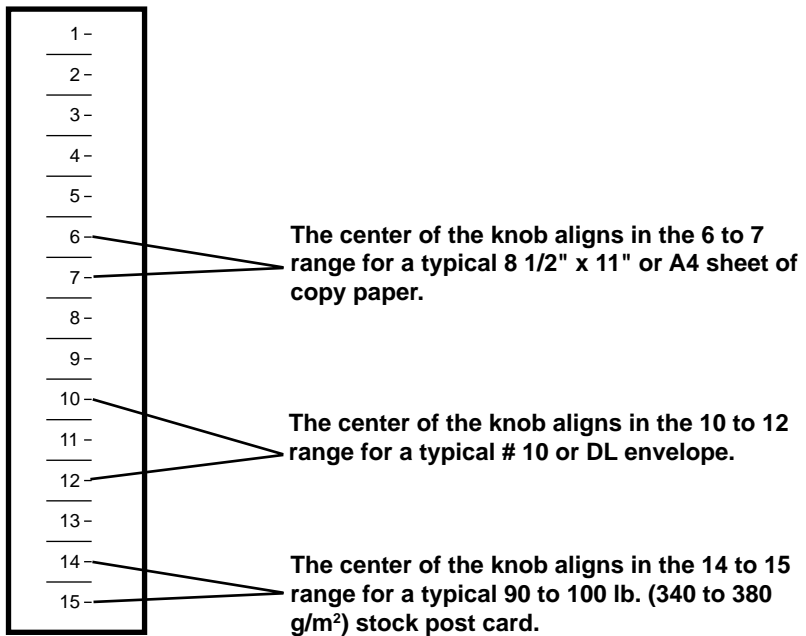 1
2
3
4
5
6
7
8
9
10
11
12
13
14
15
The center of the knob aligns in the 6 to 7
range for a typical 8 1/2" x 11" or A4 sheet of
copy paper.
The center of the knob aligns in the 10 to 12
range for a typical # 10 or DL envelope.
The center of the knob aligns in the 14 to 15
range for a typical 90 to 100 lb. (340 to 380
g/m²) stock post card.